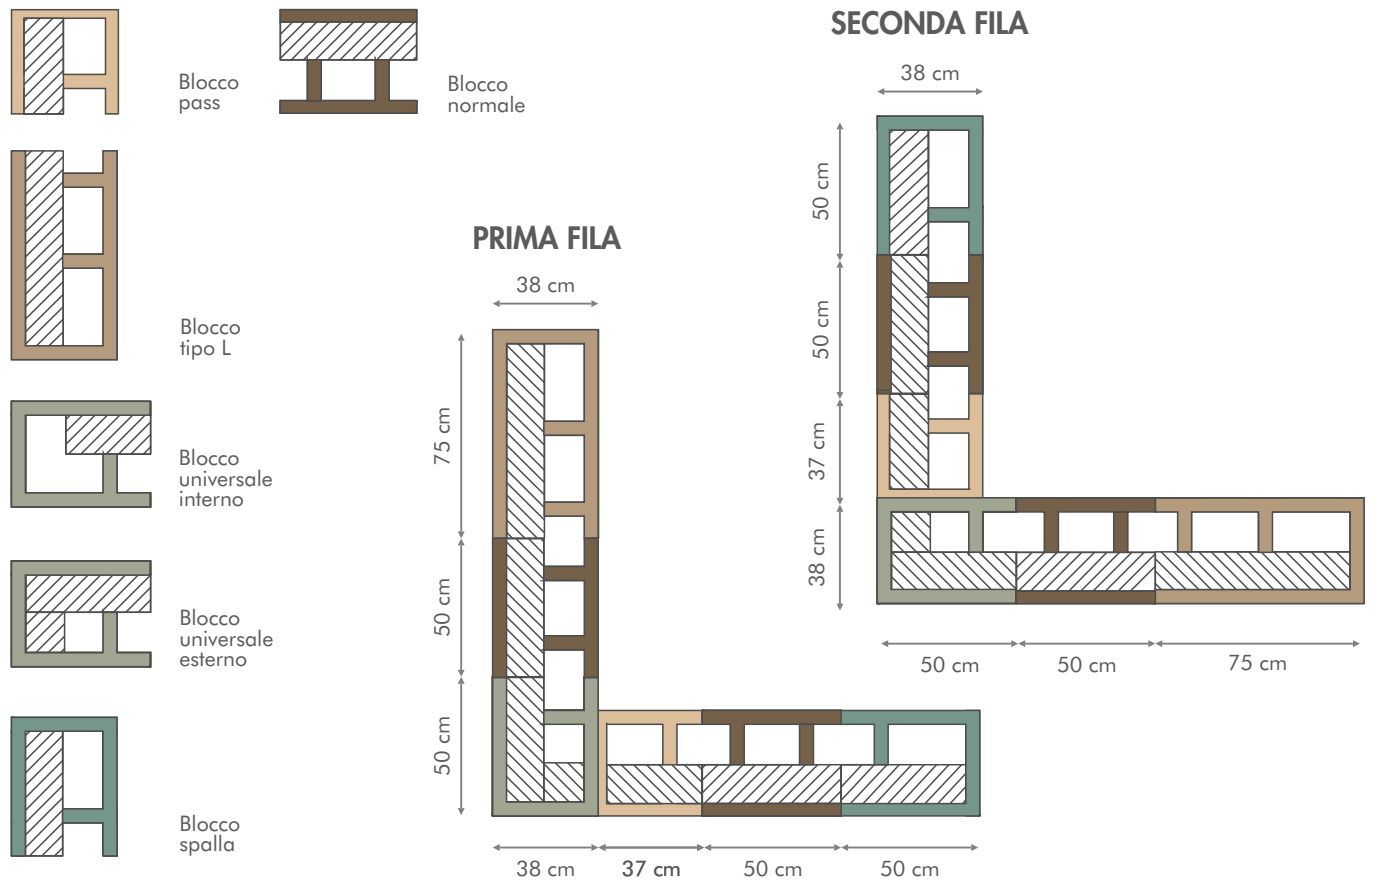 Blocco
pass
Blocco
normale
Blocco
tipo L
Blocco
universale
interno
Blocco
universale
esterno
Blocco
spalla
PRIMA FILA
38 cm
75 cm
50 cm
50 cm
38 cm
37 cm
50 cm
50 cm
SECONDA FILA
38 cm
50 cm
50 cm
37 cm
38 cm
50 cm
50 cm
75 cm